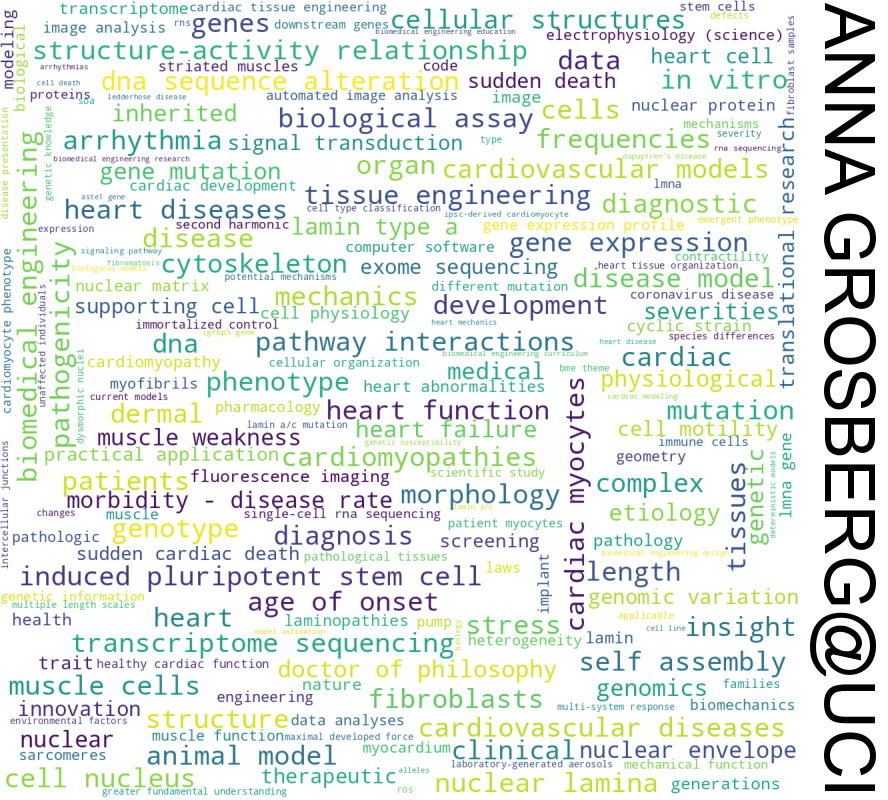 transcriptome
cardiac tissue engineering
stem cells
image analysis
rns
genes
downstream genes
cellular structures
defects
biomedical engineering education
electrophysiology (science)
modeling
biological
structure-activity relationship
data
heart cell
fibroblast samples
arrhythmias
striated muscles
code
cell death
dna sequence alteration
sudden death
in vitro
proteins
soa
ledderhose disease
automated image analysis
image
cells
nuclear protein
inherited
biological assay
mechanisms
disease presentation
genetic knowledge
arrhythmia
signal transduction
type
frequencies
severity
rna sequencing
biomedical engineering research
gene mutation
organ
cardiovascular models
dupuytren's disease
cardiac development
lmna
aste1 gene
tissue engineering
diagnostic
translational research
heart diseases
cell type classification
ipsc-derived cardiomyocyte
expression
second harmonic
lamin type a
gene expression profile
emergent phenotype
disease
computer software
gene expression
signaling pathway
contractility
fibromatosis
biological models
cytoskeleton
exome sequencing
heart tissue organization
potential mechanisms
nuclear matrix
different mutation
disease model
biomedical engineering
pathogenicity
cardiomyocyte phenotype
unaffected individuals
supporting cell
mechanics
development
coronavirus disease
severities
cell physiology
immortalized control
igfbp5 gene
heart mechanics
cyclic strain
species differences
dna
pathway interactions
heart disease
biomedical engineering curriculum
cardiac
dysmorphic nuclei
cardiomyopathy
cellular organization
medical
bme theme
myofibrils
phenotype
heart abnormalities
physiological
current models
cardiac modeling
dermal
pharmacology
heart function
mutation
lamin a/c mutation
heart failure
cell motility
muscle weakness
genetic susceptibility
immune cells
practical application
cardiomyopathies
geometry
intercellular junctions
patients
fluorescence imaging
scientific study
cardiac myocytes
tissues
genetic
deterministic models
lmna gene
morbidity - disease rate
morphology
complex
changes
muscle
single-cell rna sequencing
lamin a/c
etiology
pathologic
genotype
diagnosis
patient myocytes
screening
pathology
sudden cardiac death
pathological tissues
biomedical engineering design
induced pluripotent stem cell
laws
implant
length
genetic information
multiple length scales
age of onset
genomic variation
health
heart
laminopathies
pump
stress
applicable
cell line
insight
model validation
transcriptome sequencing
biology
heterogeneity
lamin
trait
healthy cardiac function
doctor of philosophy
self assembly
muscle cells
nature
fibroblasts
genomics
families
innovation
engineering
multi-system response
biomechanics
environmental factors
structure
data analyses
cardiovascular diseases
nuclear
muscle function
maximal developed force
sarcomeres
animal model
myocardium
clinical
nuclear envelope
laboratory-generated aerosols
mechanical function
cell nucleus
therapeutic
alleles
greater fundamental understanding
ros
nuclear lamina
generations
ANNA GROSBERG@UCI